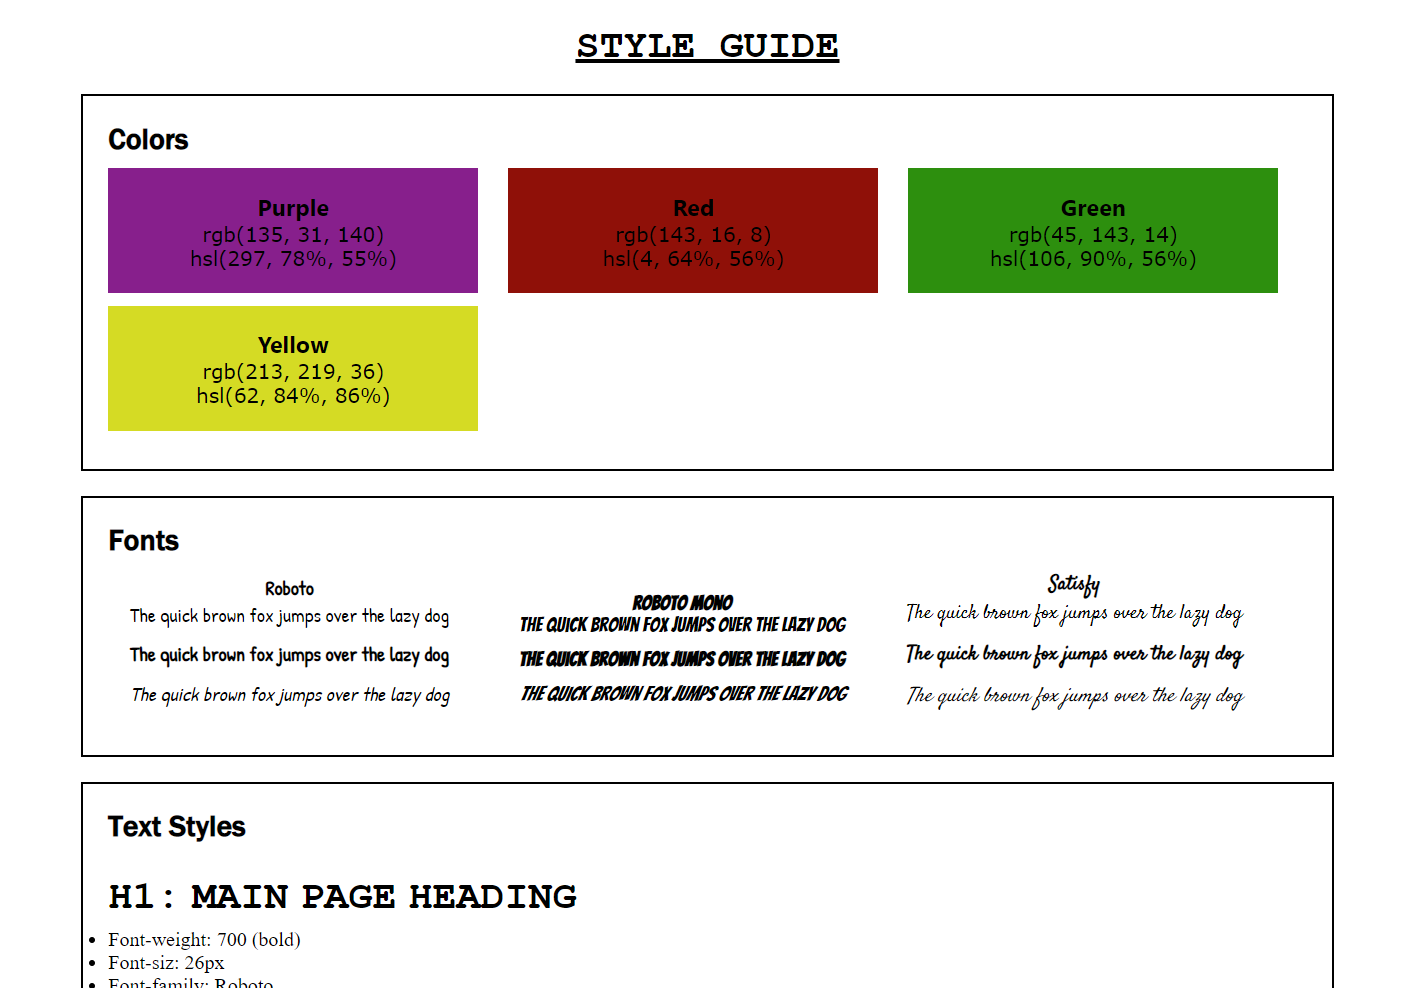 STYLE GUIDE
Colors
Purple
rgb(135, 31, 140)
hsl(297, 78%, 55%)
Red
rgb(143, 16, 8)
hsl(4, 64%, 56%)
Green
rgb(45, 143, 14)
hsl(106, 90%, 56%)
Yellow
rgb(213, 219, 36)
hsl(62, 84%, 86%)
Fonts
Roboto
The quick brown fox jumps over the lazy dog
The quick brown fox jumps over the lazy dog
The quick brown fox jumps over the lazy dog
ROBOTO MONO
THE QUICK BROWN FOX JUMPS OVER THE LAZY DOG
THE QUICK BROWN FOX JUMPS OVER THE LAZY DOG
THE QUICK BROWN FOX JUMPS OVER THE LAZY DOG
Satisfy
The quick brown fox jumps over the lazy dog
The quick brown fox jumps over the lazy dog
The quick brown fox jumps over the lazy dog
Text Styles
H1: MAIN PAGE HEADING
Font-weight: 700 (bold)
Font-siz: 26px
Font-family: Roboto